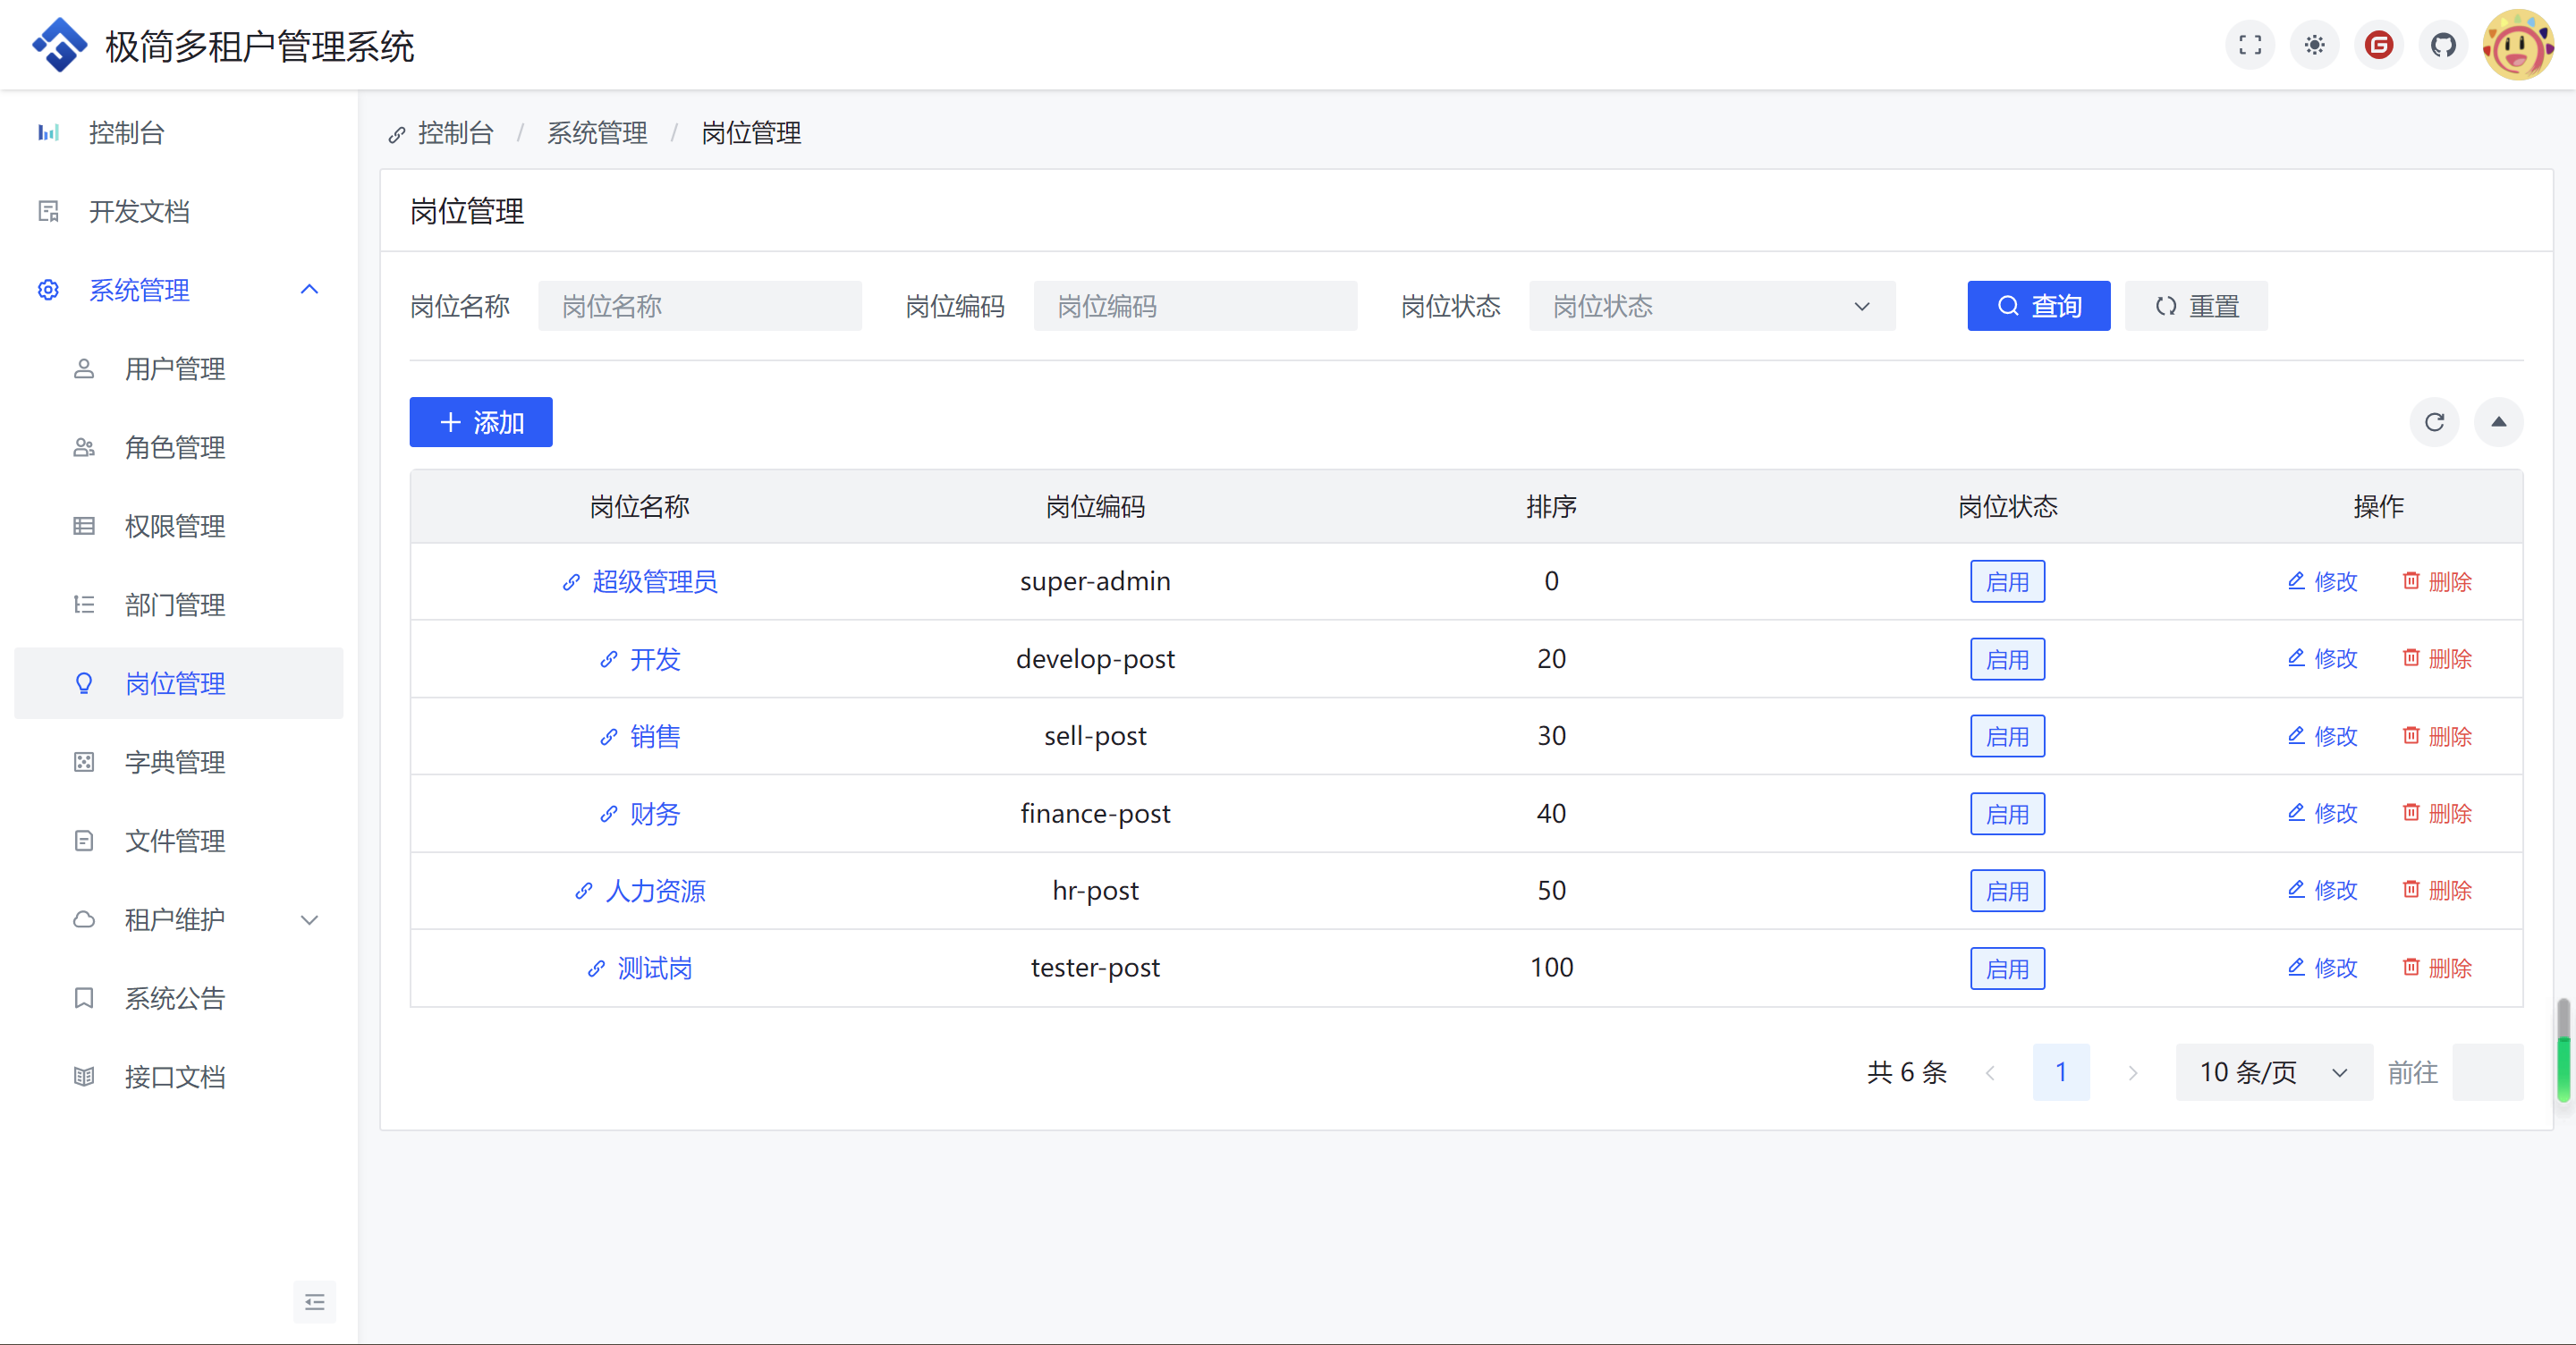 极简多租户管理系统
控制台
开发文档
系统管理
用户管理
角色管理
权限管理
部门管理
岗位管理
字典管理
文件管理
租户维护
系统公告
接口文档
控制台 / 系统管理 / 岗位管理
岗位管理
岗位名称 岗位名称 岗位编码 岗位编码 岗位状态 岗位状态 查询 重置
添加
岗位名称 岗位编码 排序 岗位状态 操作
超级管理员 super-admin 0 启用 修改 删除
开发 develop-post 20 启用 修改 删除
销售 sell-post 30 启用 修改 删除
财务 finance-post 40 启用 修改 删除
人力资源 hr-post 50 启用 修改 删除
测试岗 tester-post 100 启用 修改 删除
共 6 条 1 10 条/页 前往